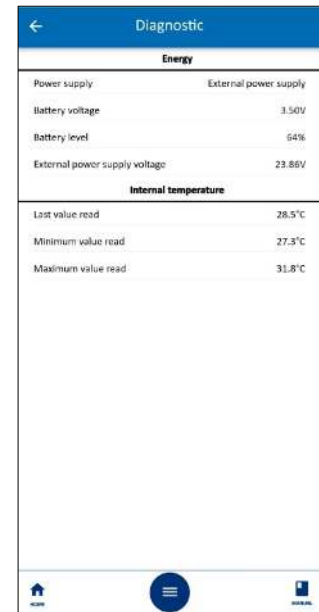 Diagnostic
Energy
Power supply External power supply
Battery voltage 3.50V
Battery level 64%
External power supply voltage 23.86V
Internal temperature
Last value read 28.5°C
Minimum value read 27.3°C
Maximum value read 31.8°C